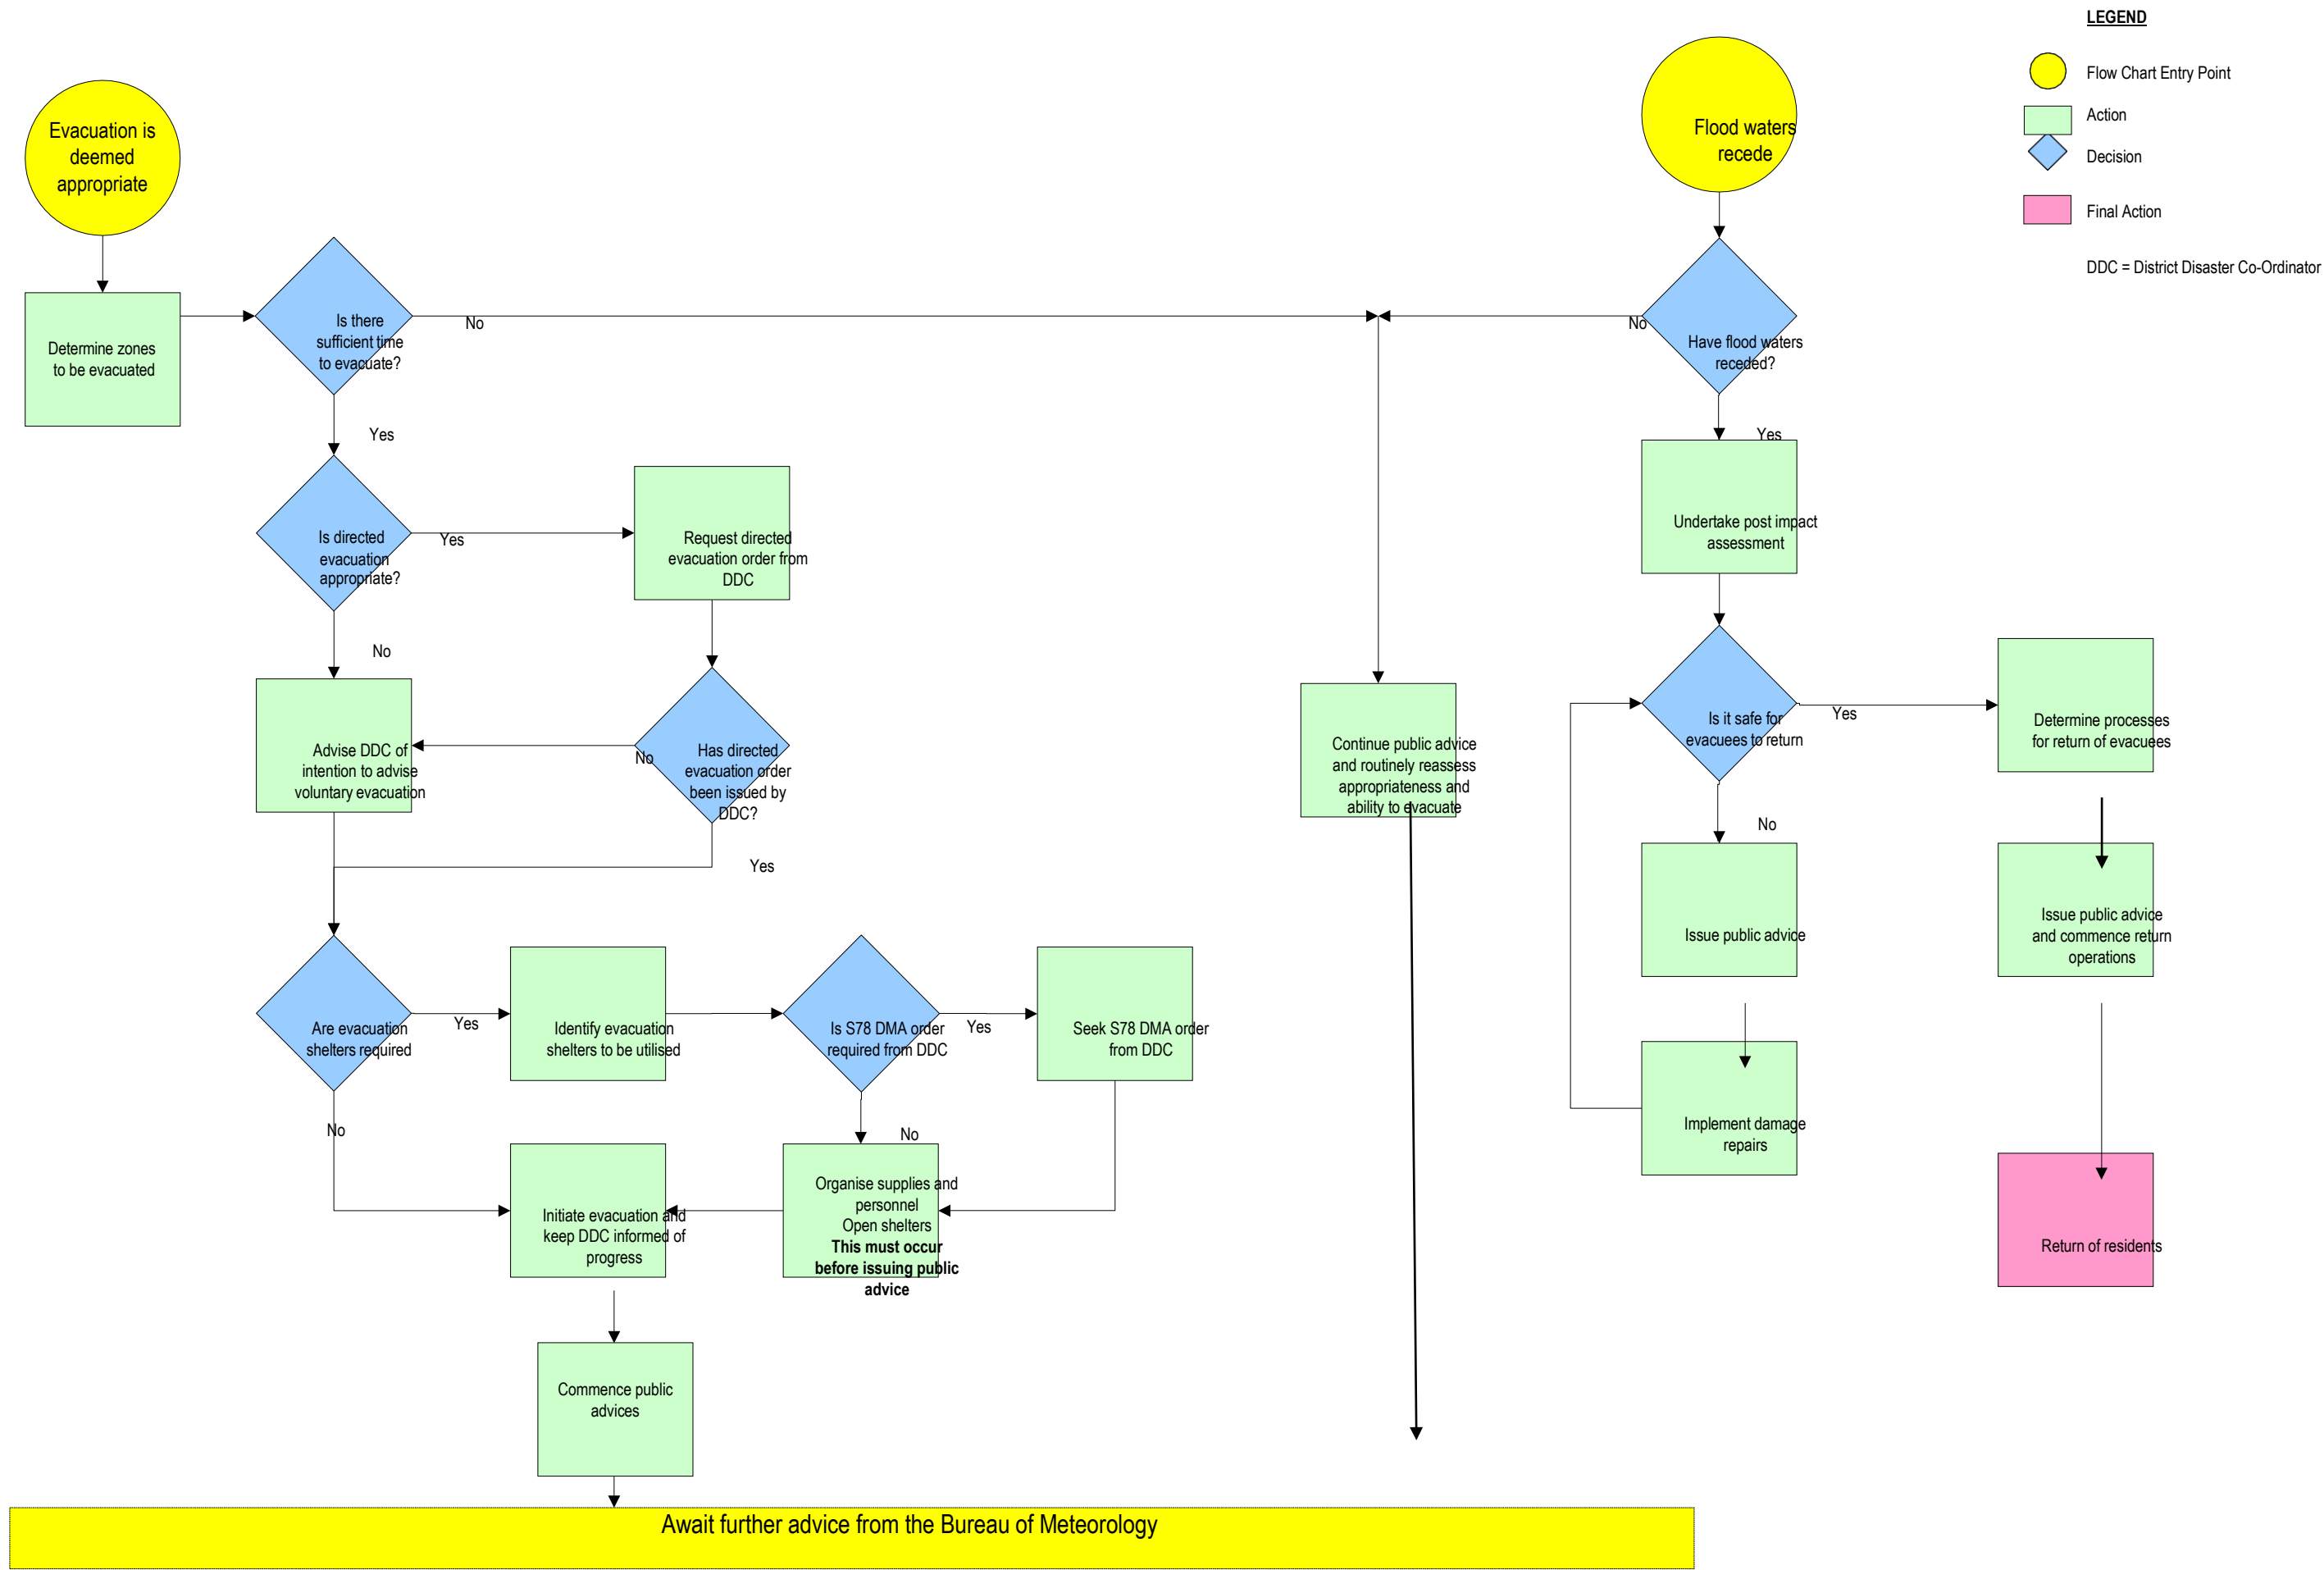 LEGEND
Flow Chart Entry Point
Action
Decision
Final Action
DDC = District Disaster Co-Ordinator
Evacuation is
deemed
appropriate
Determine zones
to be evacuated
Is there
sufficient time
to evacuate?
No
Yes
Is directed
evacuation
appropriate?
Yes
No
Request directed
evacuation order from
DDC
Advise DDC of
intention to advise
voluntary evacuation
Has directed
evacuation order
been issued by
DDC?
No
Yes
Are evacuation
shelters required
Yes
No
Identify evacuation
shelters to be utilised
Is S78 DMA order
required from DDC
Yes
No
Seek S78 DMA order
from DDC
Organise supplies and
personnel
Open shelters
This must occur
before issuing public
advice
Initiate evacuation and
keep DDC informed of
progress
Commence public
advices
Continue public advice
and routinely reassess
appropriateness and
ability to evacuate
Flood waters
recede
Have flood waters
receded?
No
Yes
Undertake post impact
assessment
Is it safe for
evacuees to return
Yes
No
Issue public advice
Implement damage
repairs
Determine processes
for return of evacuees
Issue public advice
and commence return
operations
Return of residents
Await further advice from the Bureau of Meteorology